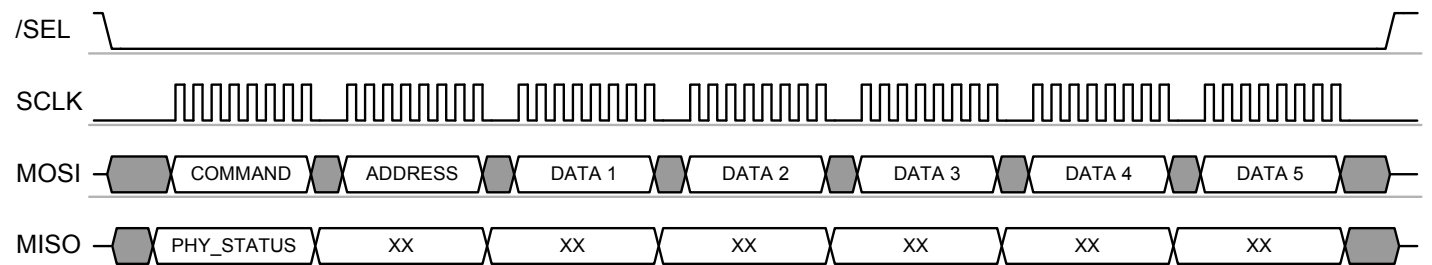 /SEL
SCLK
MOSI COMMAND ADDRESS DATA 1 DATA 2 DATA 3 DATA 4 DATA 5
MISO PHY_STATUS XX XX XX XX XX XX